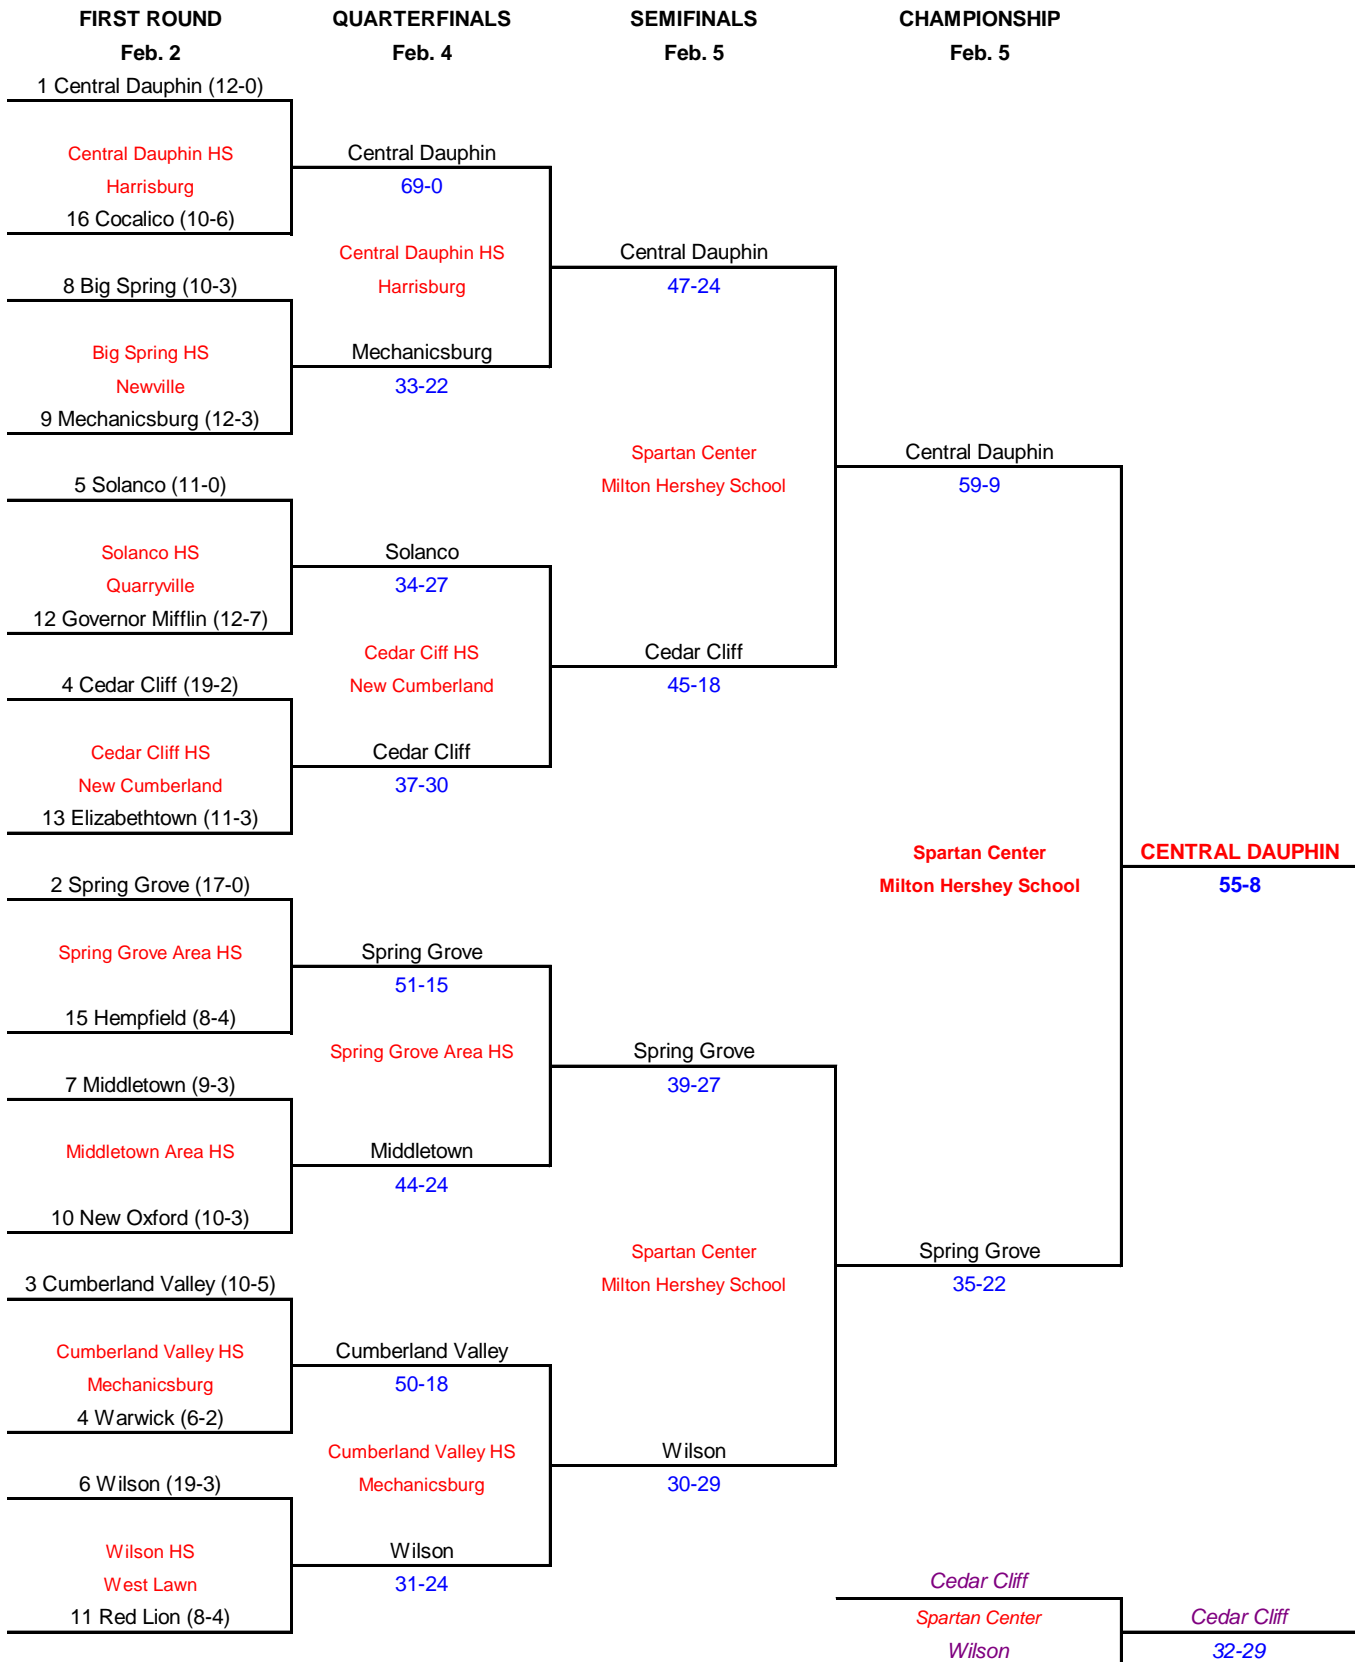 FIRST ROUND QUARTERFINALS SEMIFINALS CHAMPIONSHIP
Feb. 2 Feb. 4 Feb. 5 Feb. 5
1 Central Dauphin (12-0)
Central Dauphin HS Central Dauphin
Harrisburg 69-0
16 Cocalico (10-6)
Central Dauphin HS Central Dauphin
8 Big Spring (10-3) Harrisburg 47-24
Big Spring HS Mechanicsburg
Newville 33-22
9 Mechanicsburg (12-3)
Spartan Center Central Dauphin
5 Solanco (11-0) Milton Hershey School 59-9
Solanco HS Solanco
Quarryville 34-27
12 Governor Mifflin (12-7)
Cedar Ciff HS Cedar Cliff
4 Cedar Cliff (19-2) New Cumberland 45-18
Cedar Cliff HS Cedar Cliff
New Cumberland 37-30
13 Elizabethtown (11-3)
Spartan Center CENTRAL DAUPHIN
2 Spring Grove (17-0) Milton Hershey School 55-8
Spring Grove Area HS Spring Grove
51-15
15 Hempfield (8-4)
Spring Grove Area HS Spring Grove
7 Middletown (9-3) 39-27
Middletown Area HS Middletown
44-24
10 New Oxford (10-3)
Spartan Center Spring Grove
3 Cumberland Valley (10-5) Milton Hershey School 35-22
Cumberland Valley HS Cumberland Valley
Mechanicsburg 50-18
4 Warwick (6-2)
Cumberland Valley HS Wilson
6 Wilson (19-3) Mechanicsburg 30-29
Wilson HS Wilson
West Lawn 31-24 Cedar Cliff
11 Red Lion (8-4) Spartan Center Cedar Cliff
Wilson 32-29